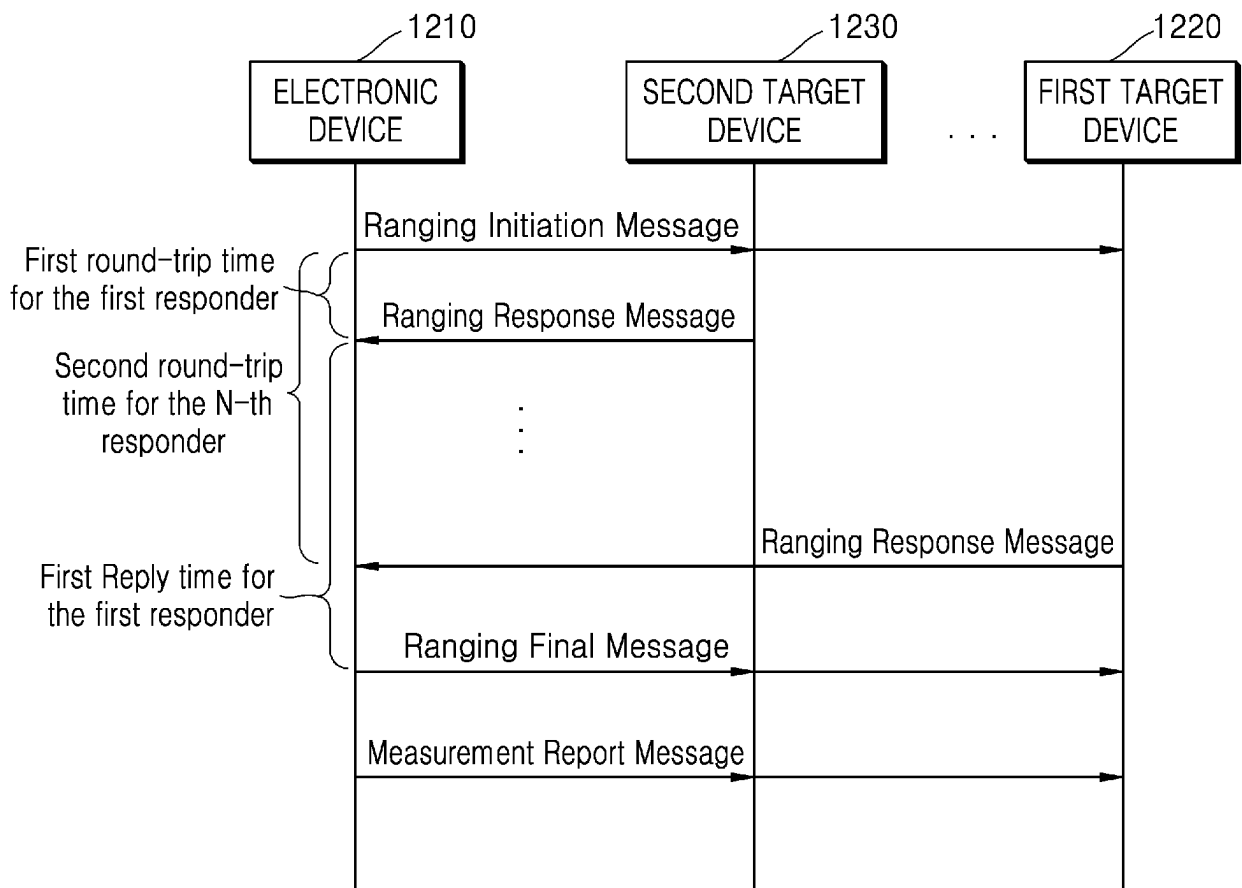 1210
1230
1220
ELECTRONIC
DEVICE
SECOND TARGET
DEVICE
. . .
FIRST TARGET
DEVICE
Ranging Initiation Message
First round-trip time
for the first responder
Ranging Response Message
Second round-trip
time for the N-th
responder
Ranging Response Message
First Reply time for
the first responder
Ranging Final Message
Measurement Report Message